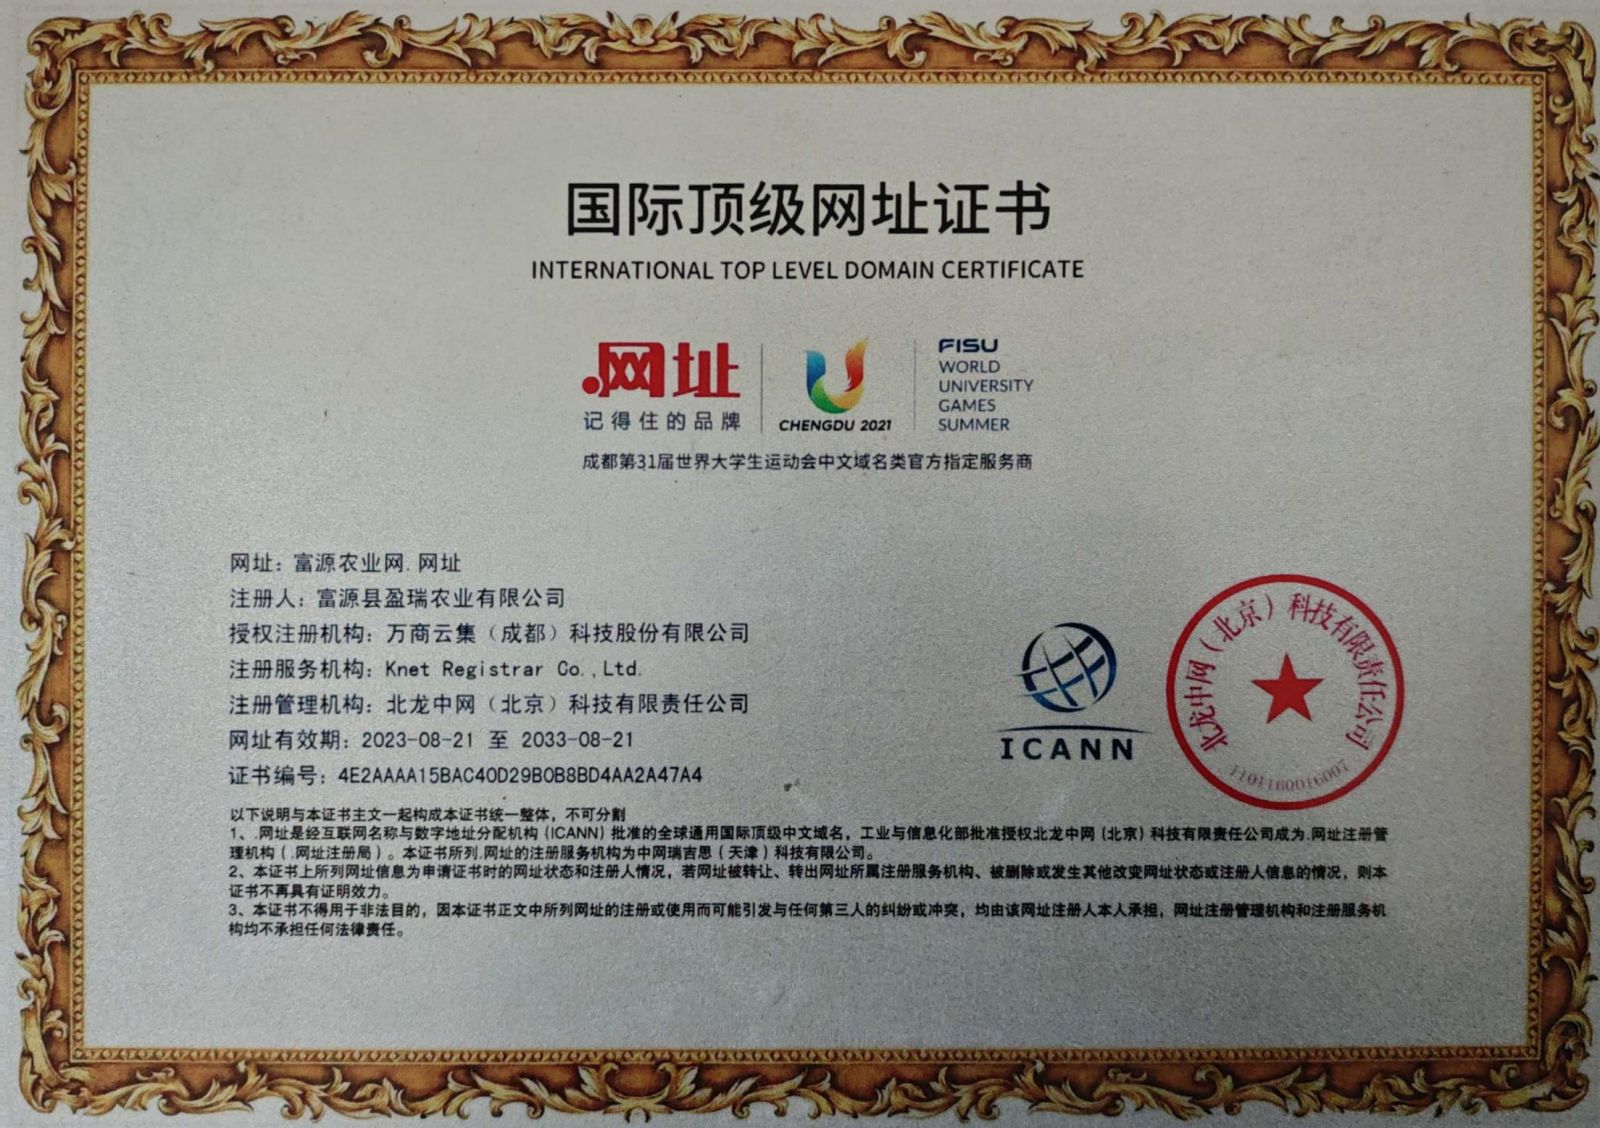 国际顶级网址证书
INTERNATIONAL TOP LEVEL DOMAIN CERTIFICATE
.网址
记得住的品牌
CHENGDU 2021
FISU
WORLD
UNIVERSITY
GAMES
SUMMER
成都第31届世界大学生运动会中文域名类官方指定服务商
网址：富源农业网.网址
注册人：富源县盈瑞农业有限公司
授权注册机构：万商云集（成都）科技股份有限公司
注册服务机构：Knet Registrar Co.,Ltd.
注册管理机构：北龙中网（北京）科技有限责任公司
网址有效期：2023-08-21 至 2033-08-21
证书编号：4E2AAAA15BAC40D29B0B8BD4AA2A47A4
ICANN
北龙中网（北京）科技有限责任公司
以下说明与本证书主文一起构成本证书统一整体，不可分割
1、.网址是经互联网名称与数字地址分配机构（ICANN）批准的全球通用国际顶级中文域名，工业与信息化部批准授权北龙中网（北京）科技有限责任公司成为.网址注册管
理机构（.网址注册局）。本证书所列.网址的注册服务机构为中网瑞吉思（天津）科技有限公司。
2、本证书上所列网址信息为申请证书时的网址状态和注册人情况，若网址被转让、转出网址所属注册服务机构、被删除或发生其他改变网址状态或注册人信息的情况，则本
证书不再具有证明效力。
3、本证书不得用于非法目的，因本证书正文中所列网址的注册或使用而可能引发与任何第三人的纠纷或冲突，均由该网址注册人本人承担，网址注册管理机构和注册服务机
构均不承担任何法律责任。